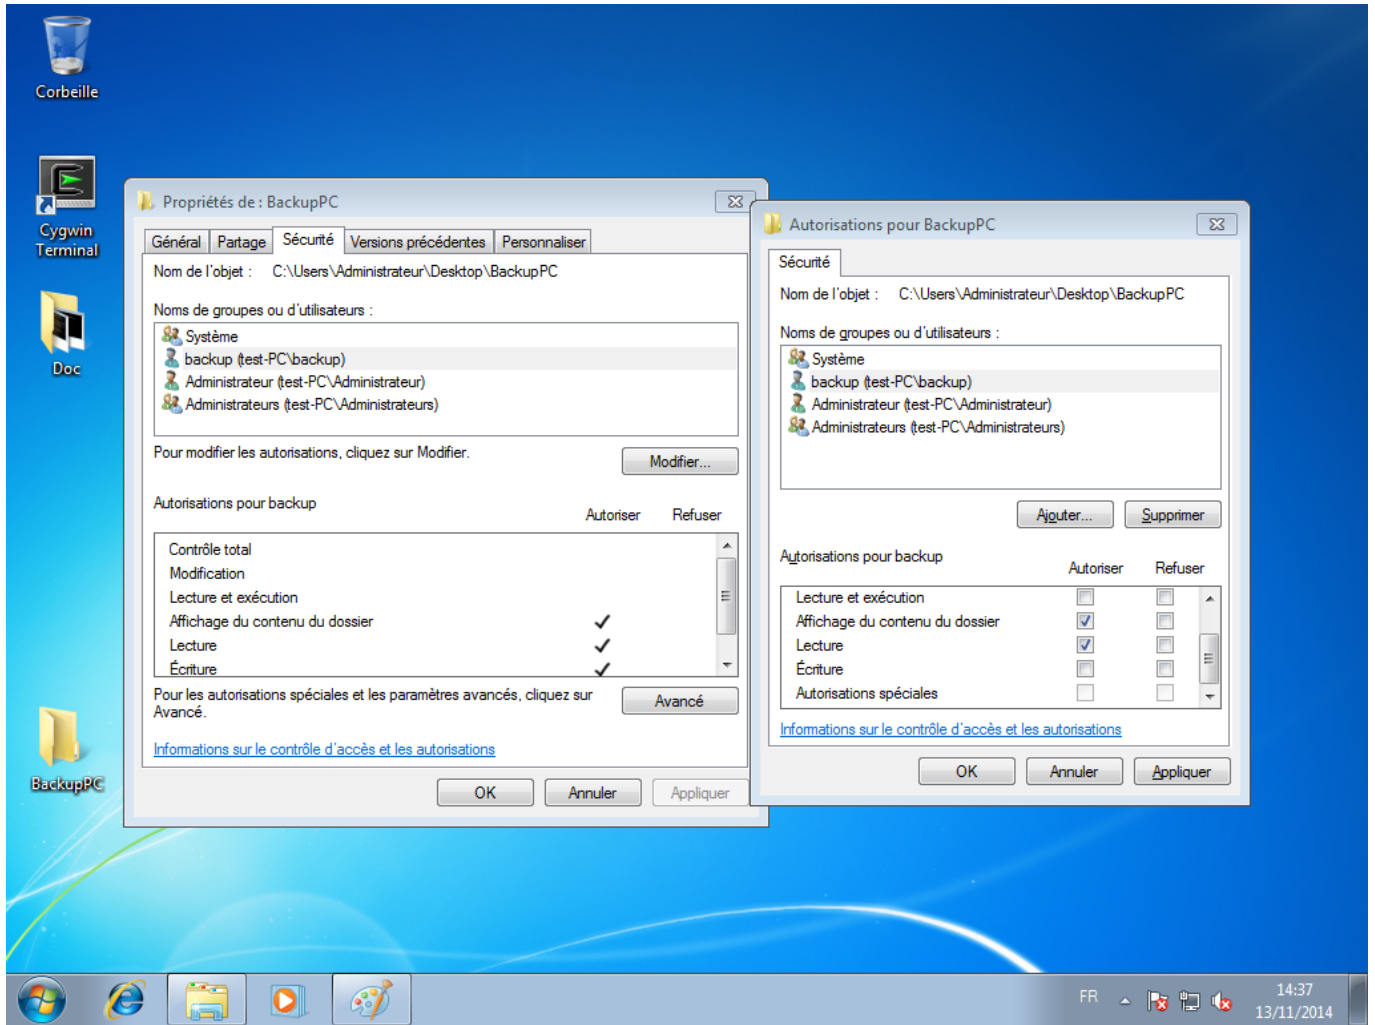 Corbeille
Cygwin
Terminal
Doc
BackupPC
Propriétés de : BackupPC
Général Partage Sécurité Versions précédentes Personnaliser
Nom de l'objet : C:\Users\Administrateur\Desktop\BackupPC
Noms de groupes ou d'utilisateurs :
Système
backup (test-PC\backup)
Administrateur (test-PC\Administrateur)
Administrateurs (test-PC\Administrateurs)
Pour modifier les autorisations, cliquez sur Modifier.
Modifier...
Autorisations pour backup
Autoriser Refuser
Contrôle total
Modification
Lecture et exécution
Affichage du contenu du dossier
Lecture
Écriture
Pour les autorisations spéciales et les paramètres avancés, cliquez sur
Avancé.
Avancé
Informations sur le contrôle d'accès et les autorisations
OK Annuler Appliquer
Autorisations pour BackupPC
Sécurité
Nom de l'objet : C:\Users\Administrateur\Desktop\BackupPC
Noms de groupes ou d'utilisateurs :
Système
backup (test-PC\backup)
Administrateur (test-PC\Administrateur)
Administrateurs (test-PC\Administrateurs)
Ajouter... Supprimer
Autorisations pour backup
Autoriser Refuser
Lecture et exécution
Affichage du contenu du dossier
Lecture
Écriture
Autorisations spéciales
Informations sur le contrôle d'accès et les autorisations
OK Annuler Appliquer
FR
14:37
13/11/2014